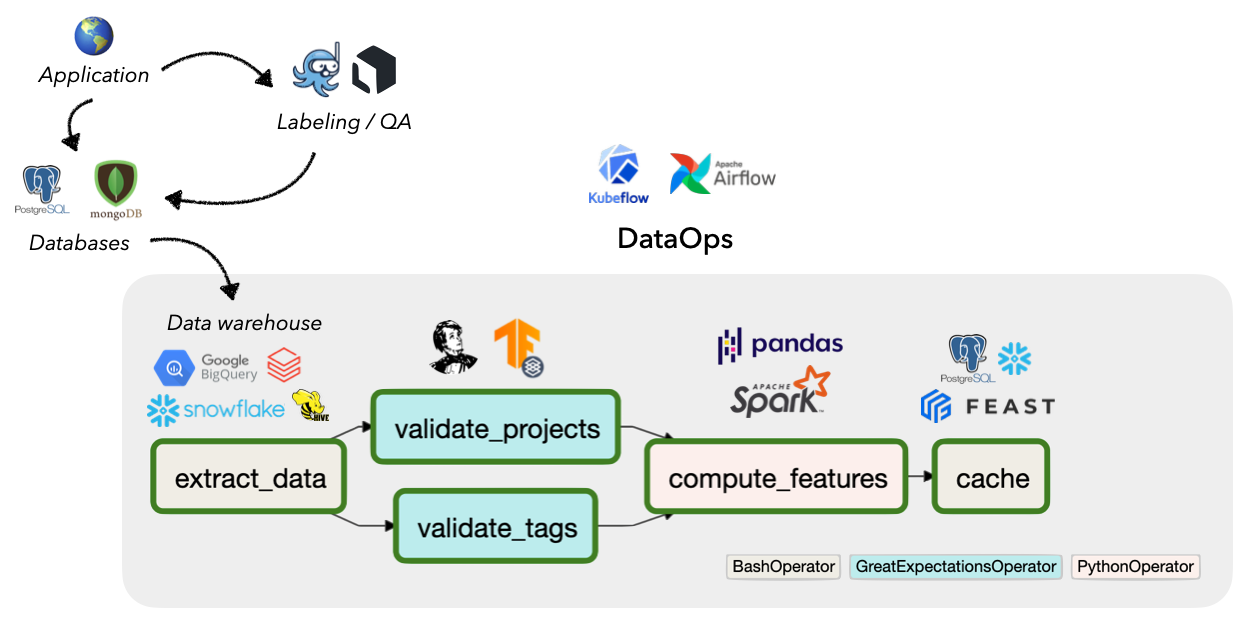 Application
Labeling / QA
PostgreSQL
mongoDB
Databases
Kubeflow
Apache
Airflow
DataOps
Data warehouse
Google
BigQuery
snowflake
HIVE
pandas
APACHE
Spark™
PostgreSQL
FEAST
extract_data
validate_projects
validate_tags
compute_features
cache
BashOperator
GreatExpectationsOperator
PythonOperator